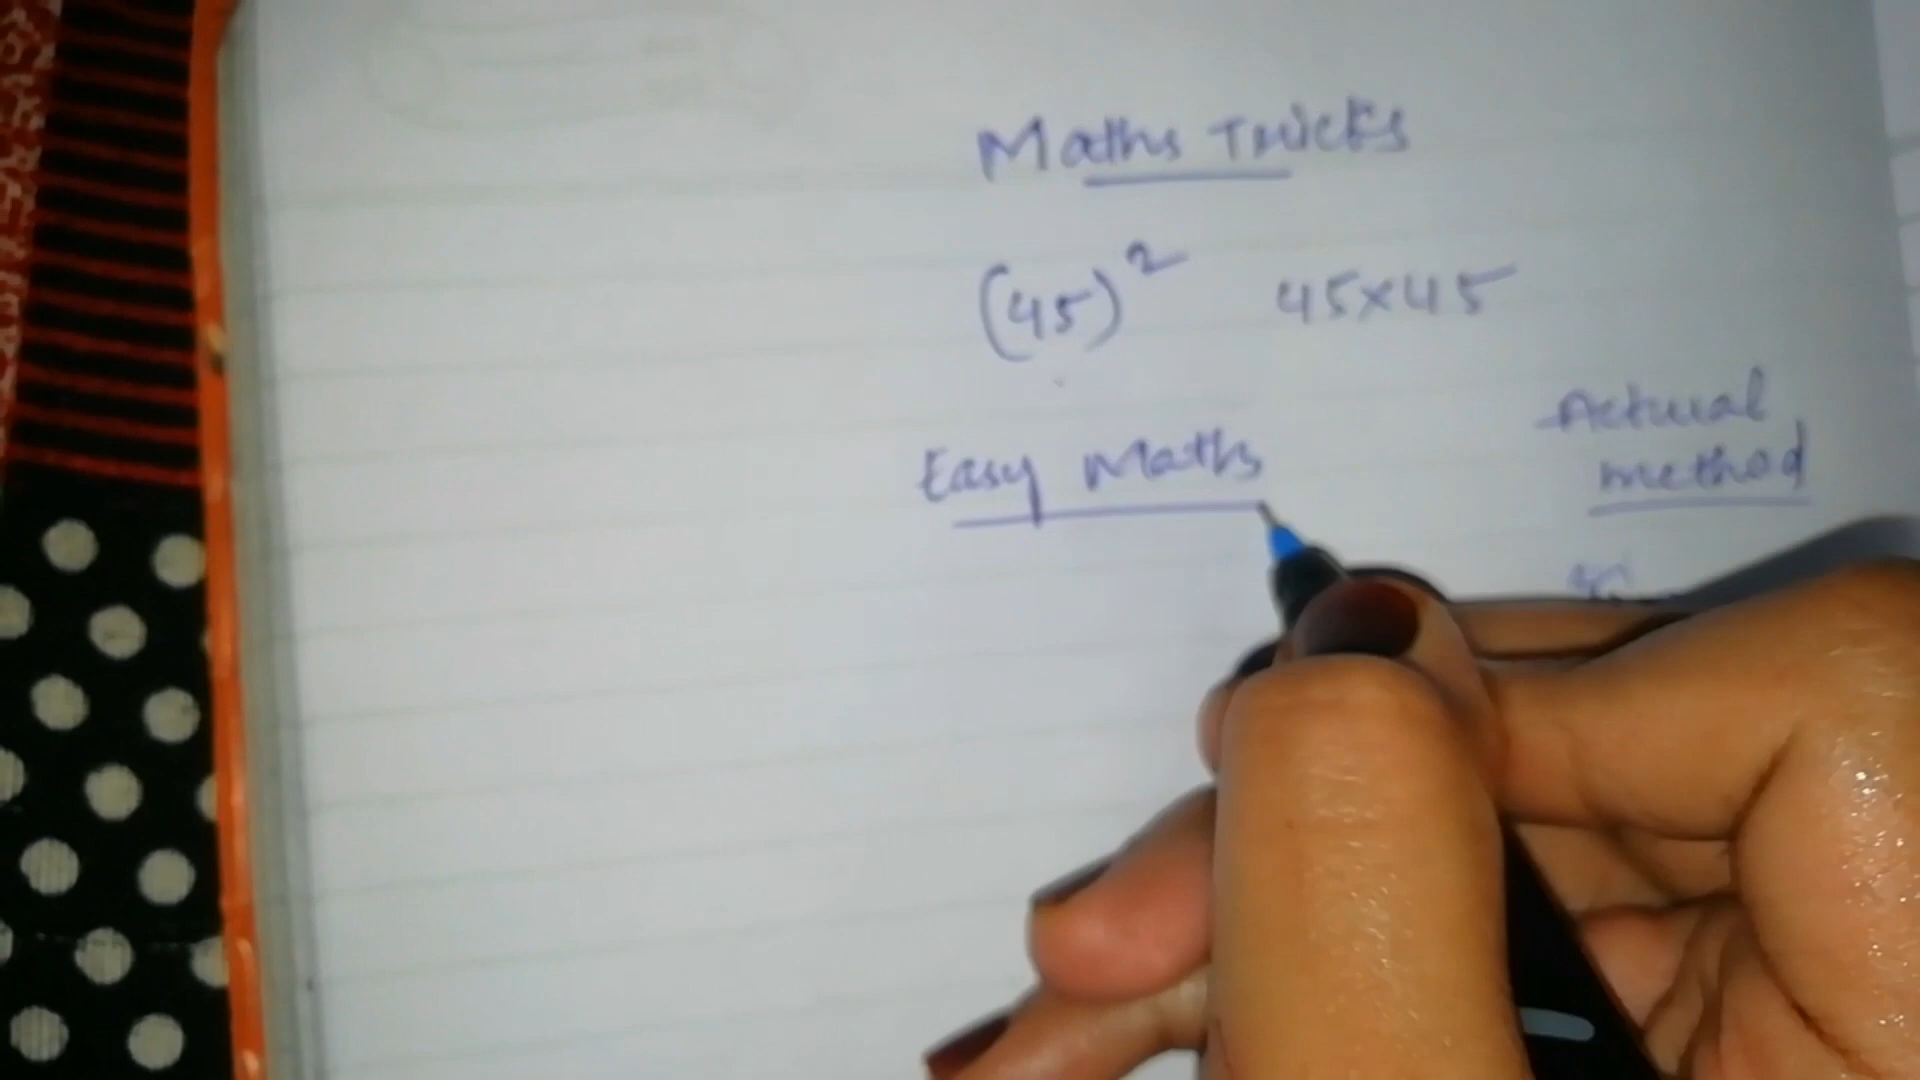 Maths Tricks
(45)² 45×45
Easy Maths
Actual
method